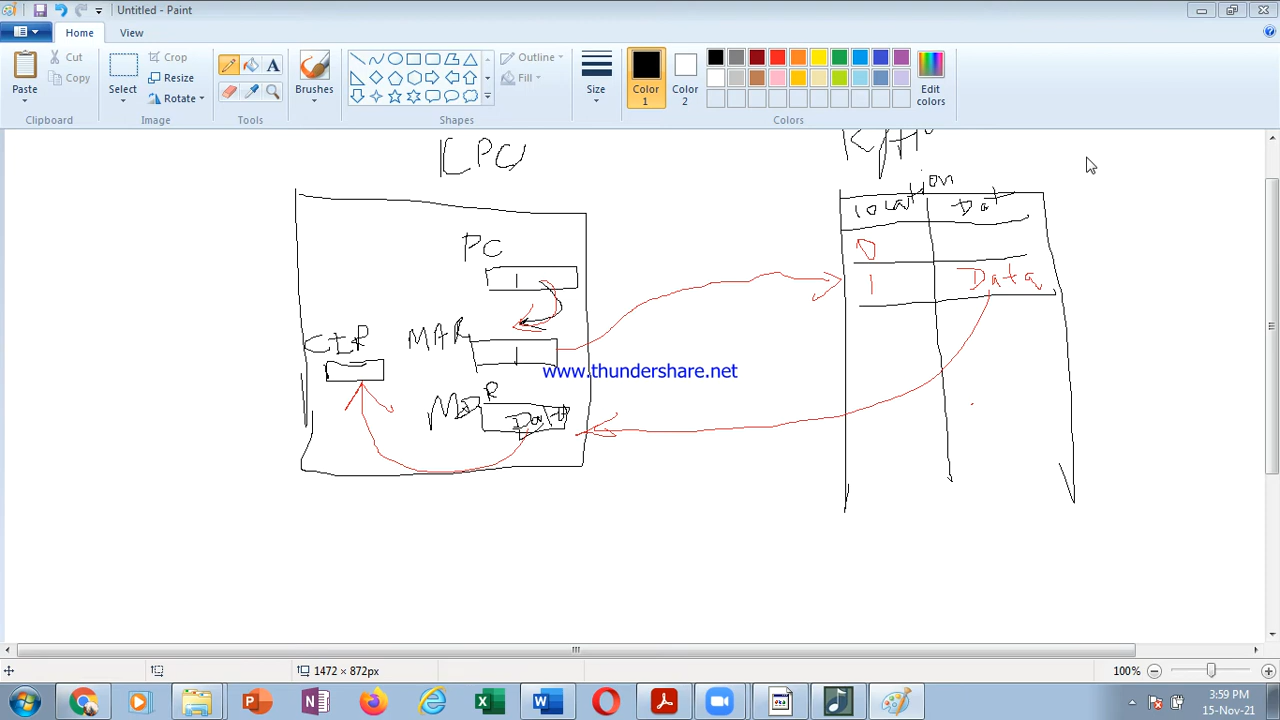 Untitled - Paint
Home
View
Paste
Cut
Copy
Clipboard
Select
Crop
Resize
Rotate
Image
Tools
Brushes
Shapes
Outline
Fill
Size
Color
1
Color
2
Edit
colors
Colors
location
Dat
PC
0
1
Data
1
CIR
MAR
1
www.thundershare.net
MDR
Data
1472 × 872px
100%
3:59 PM
15-Nov-21